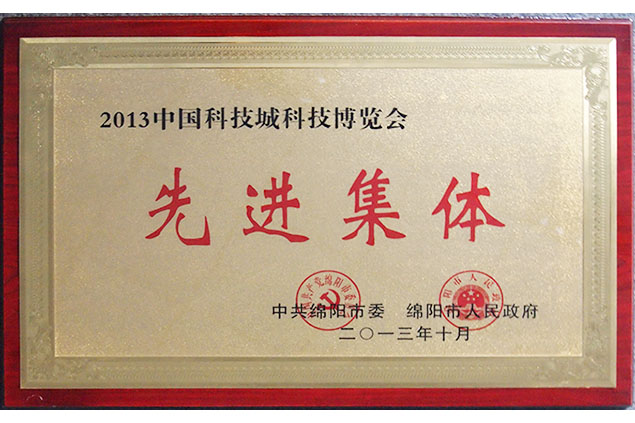 2013中国科技城科技博览会
先进集体
中共绵阳市委 绵阳市人民政府
二〇一三年十月